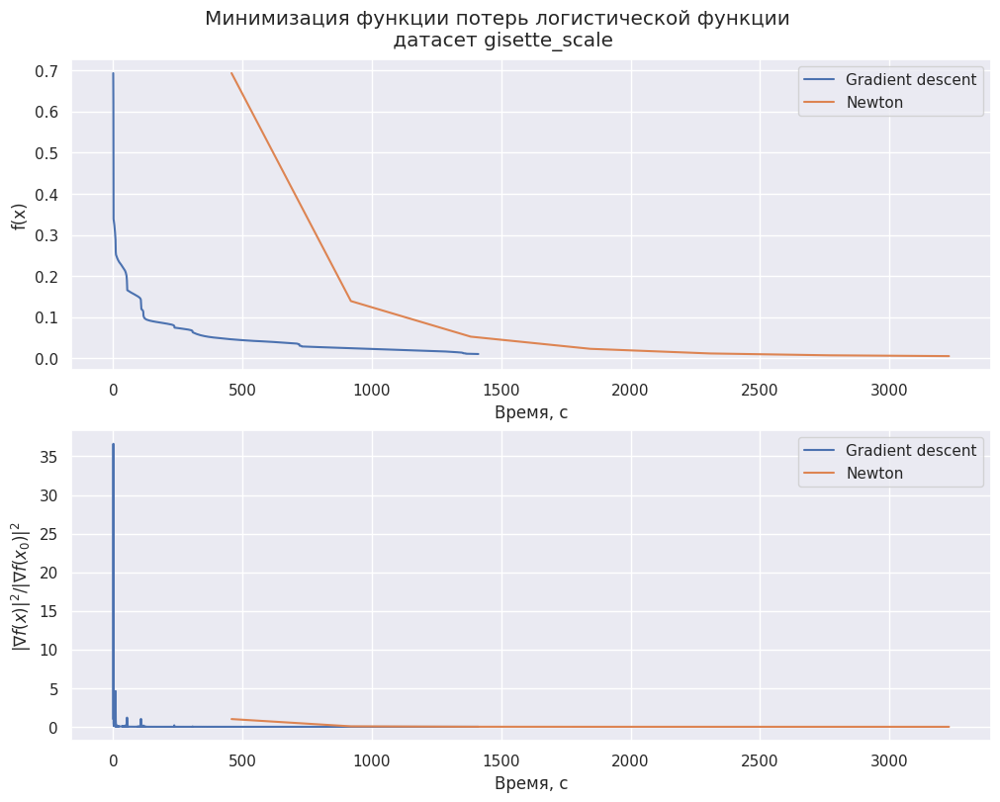 Минимизация функции потерь логистической функции
датасет gisette_scale
0.7
0.6
0.5
0.4
0.3
0.2
0.1
0.0
f(x)
Gradient descent
Newton
0 500 1000 1500 2000 2500 3000
Время, с
35
30
25
20
15
10
5
0
|∇f(x)|²/|∇f(x₀)|²
Gradient descent
Newton
0 500 1000 1500 2000 2500 3000
Время, с